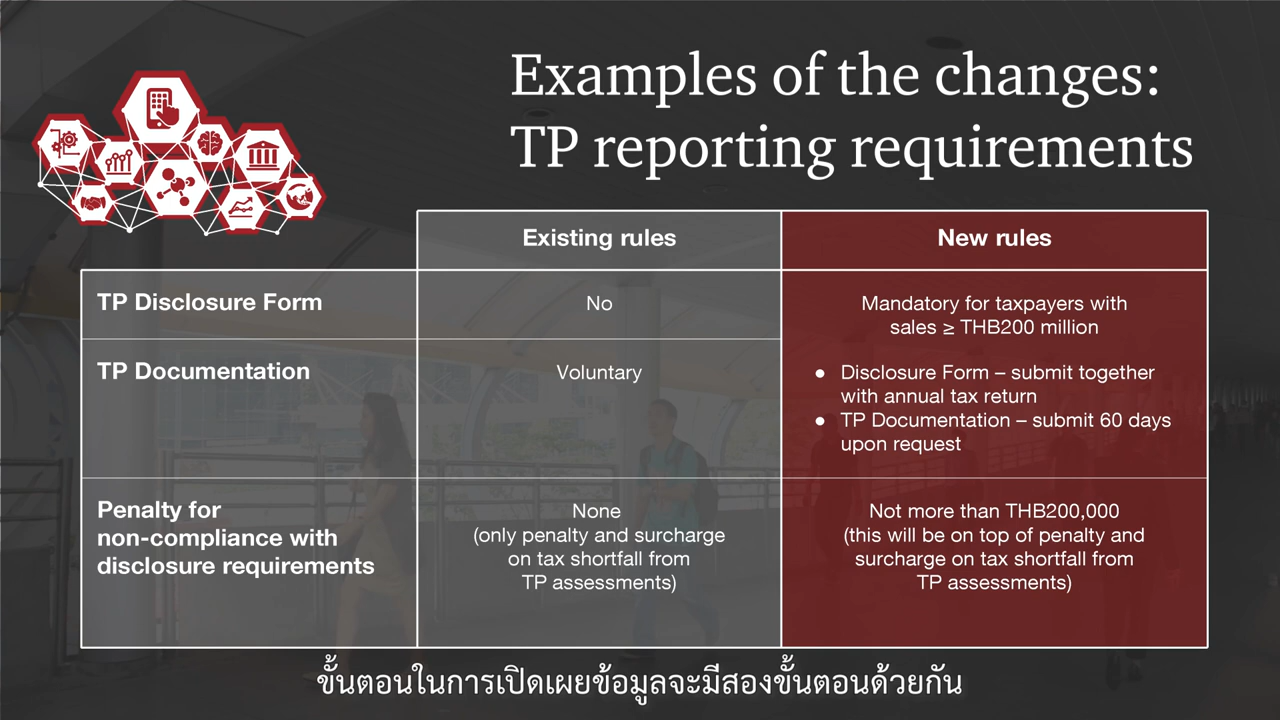 Examples of the changes:
TP reporting requirements
Existing rules
New rules
TP Disclosure Form
No
Mandatory for taxpayers with
sales ≥ THB200 million
TP Documentation
Voluntary
● Disclosure Form – submit together
with annual tax return
● TP Documentation – submit 60 days
upon request
Penalty for
non-compliance with
disclosure requirements
None
(only penalty and surcharge
on tax shortfall from
TP assessments)
Not more than THB200,000
(this will be on top of penalty and
surcharge on tax shortfall from
TP assessments)
ขั้นตอนในการเปิดเผยข้อมูลจะมีสองขั้นตอนด้วยกัน